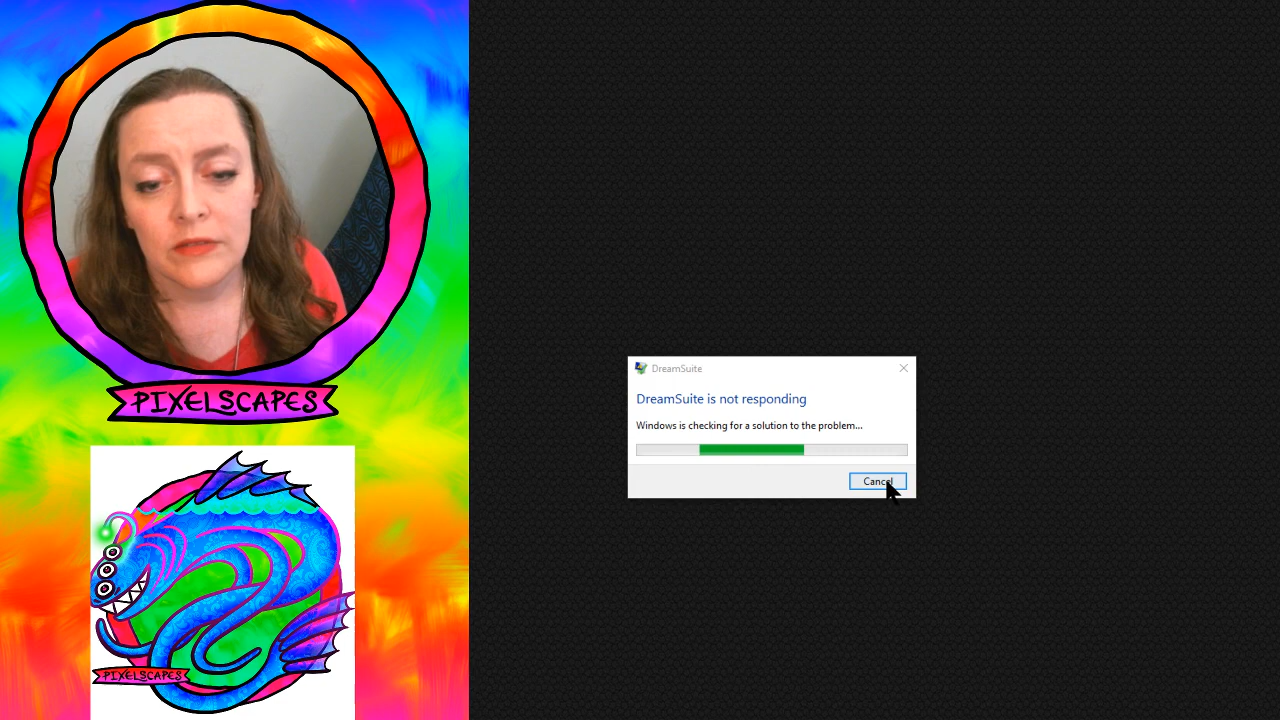 PIXELSCAPES
PIXELSCAPES
DreamSuite
DreamSuite is not responding
Windows is checking for a solution to the problem...
Cancel